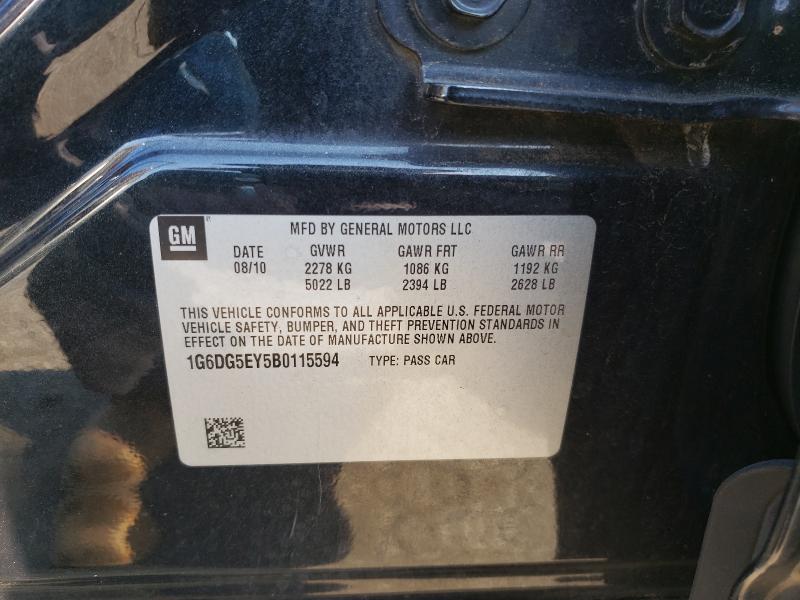 GM
MFD BY GENERAL MOTORS LLC
DATE GVWR GAWR FRT GAWR RR
08/10 2278 KG 1086 KG 1192 KG
5022 LB 2394 LB 2628 LB
THIS VEHICLE CONFORMS TO ALL APPLICABLE U.S. FEDERAL MOTOR
VEHICLE SAFETY, BUMPER, AND THEFT PREVENTION STANDARDS IN
EFFECT ON THE DATE OF MANUFACTURE SHOWN ABOVE.
1G6DG5EY5B0115594 TYPE: PASS CAR